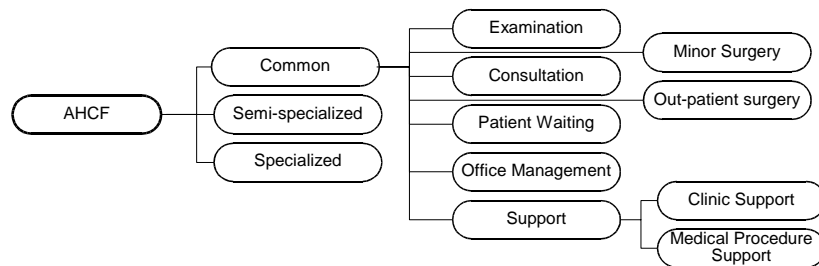 Examination
Minor Surgery
Common
Consultation
Out-patient surgery
AHCF
Semi-specialized
Patient Waiting
Specialized
Office Management
Clinic Support
Support
Medical Procedure
Support